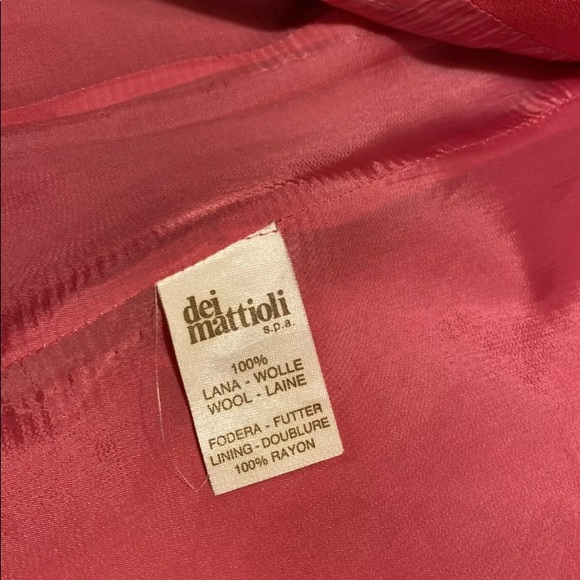 dei
mattioli
s.p.a.
100%
LANA - WOLLE
WOOL - LAINE
FODERA - FUTTER
LINING - DOUBLURE
100% RAYON